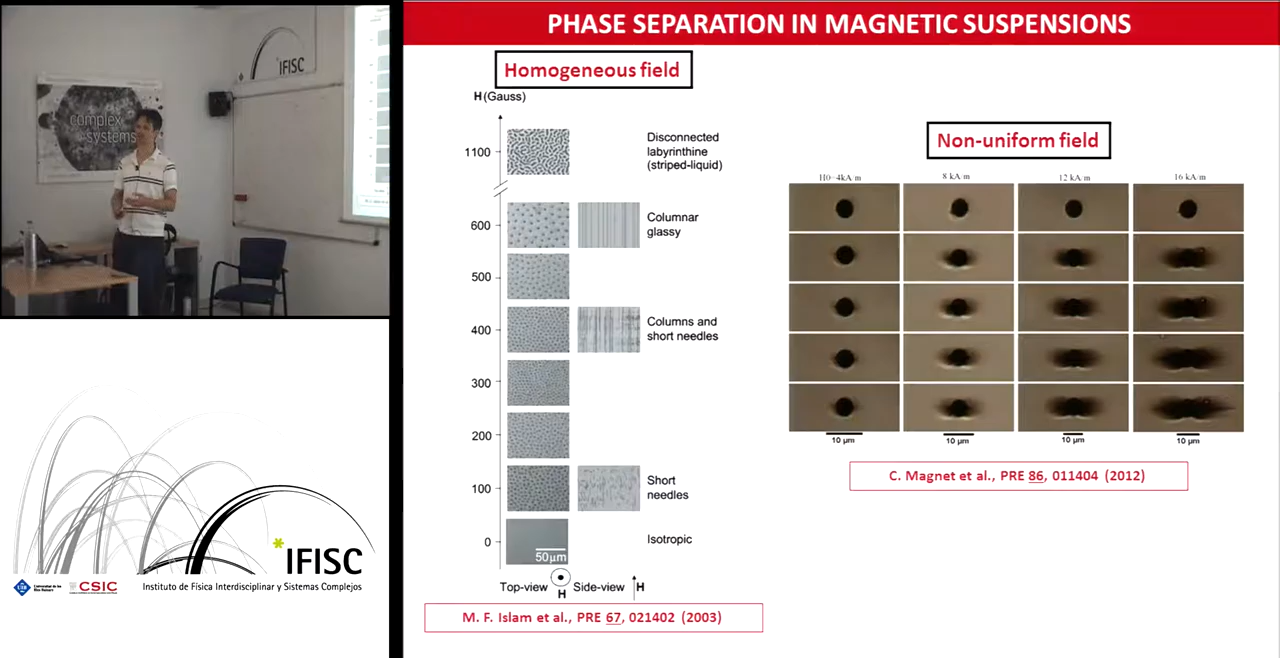 IFISC
complex
systems
PHASE SEPARATION IN MAGNETIC SUSPENSIONS
Homogeneous field
H (Gauss)
1100
Disconnected
labyrinthine
(striped-liquid)
600
Columnar
glassy
500
400
Columns and
short needles
300
200
100
Short
needles
0
50µm
Isotropic
Top-view
H
Side-view
H
M. F. Islam et al., PRE 67, 021402 (2003)
Non-uniform field
H0=4kA/m
8 kA/m
12 kA/m
16 kA/m
10 µm
10 µm
10 µm
10 µm
C. Magnet et al., PRE 86, 011404 (2012)
*IFISC
UIB
CSIC
Instituto de Física Interdisciplinar y Sistemas Complejos